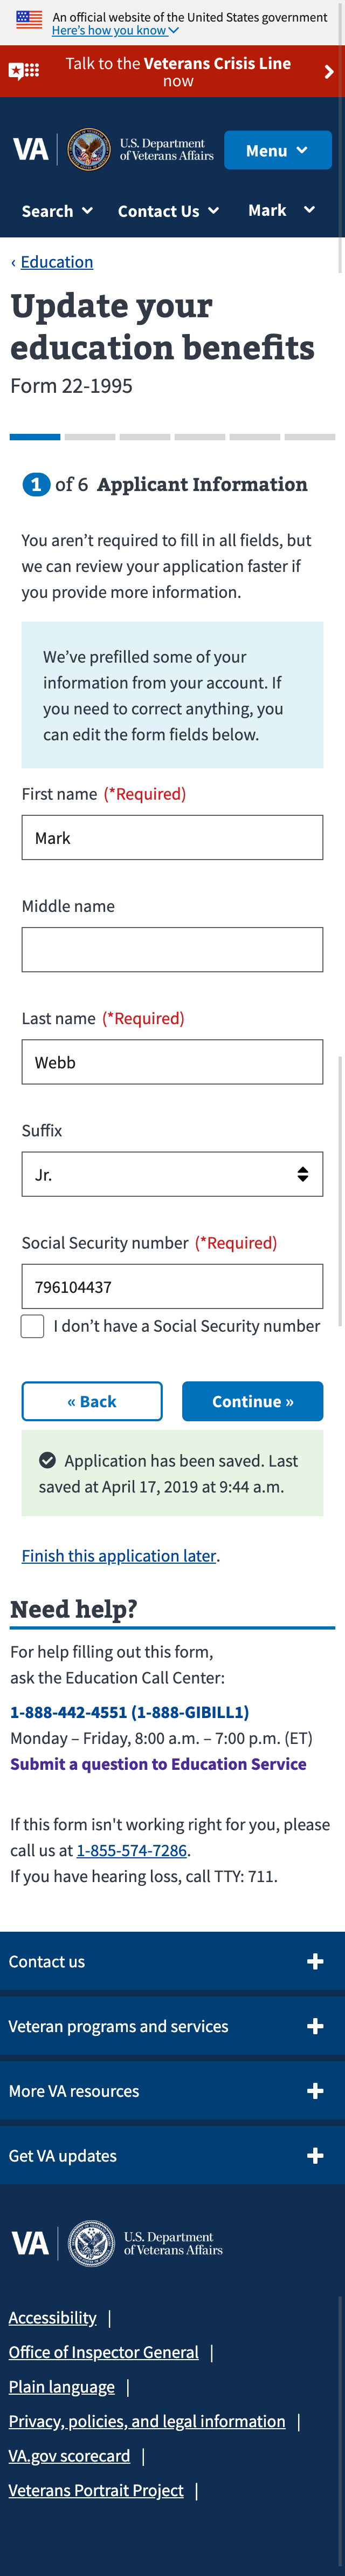 An official website of the United States government
Here's how you know
Talk to the Veterans Crisis Line
now
VA
U.S. Department
of Veterans Affairs
Menu
Search
Contact Us
Mark
‹ Education
Update your
education benefits
Form 22-1995
1 of 6 Applicant Information
You aren't required to fill in all fields, but
we can review your application faster if
you provide more information.
We've prefilled some of your
information from your account. If
you need to correct anything, you
can edit the form fields below.
First name (*Required)
Mark
Middle name
Last name (*Required)
Webb
Suffix
Jr.
Social Security number (*Required)
796104437
I don't have a Social Security number
« Back
Continue »
Application has been saved. Last
saved at April 17, 2019 at 9:44 a.m.
Finish this application later.
Need help?
For help filling out this form,
ask the Education Call Center:
1-888-442-4551 (1-888-GIBILL1)
Monday – Friday, 8:00 a.m. – 7:00 p.m. (ET)
Submit a question to Education Service
If this form isn't working right for you, please
call us at 1-855-574-7286.
If you have hearing loss, call TTY: 711.
Contact us
Veteran programs and services
More VA resources
Get VA updates
VA
U.S. Department
of Veterans Affairs
Accessibility |
Office of Inspector General |
Plain language |
Privacy, policies, and legal information |
VA.gov scorecard |
Veterans Portrait Project |